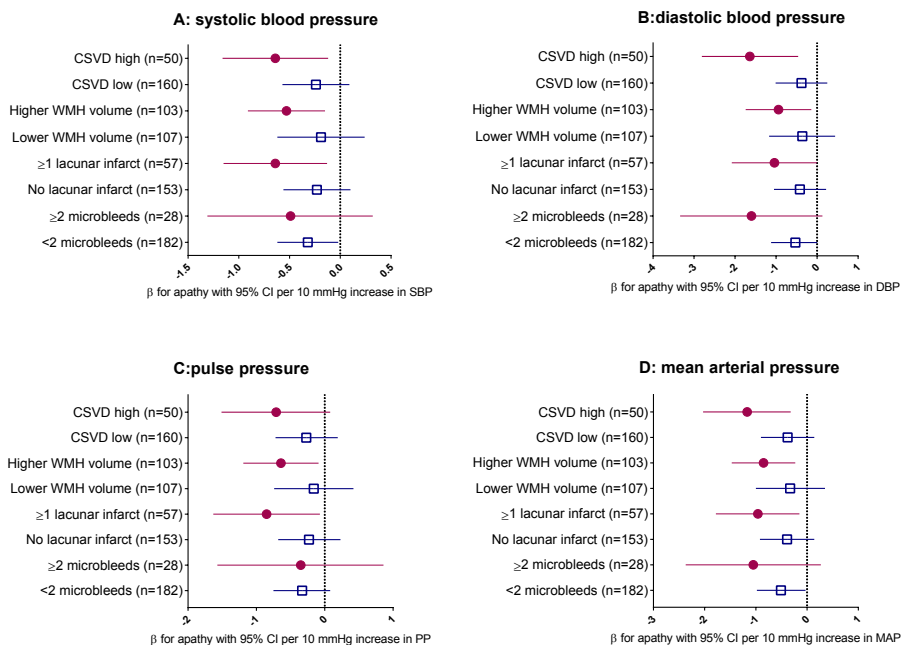 A: systolic blood pressure
CSVD high (n=50)
CSVD low (n=160)
Higher WMH volume (n=103)
Lower WMH volume (n=107)
≥1 lacunar infarct (n=57)
No lacunar infarct (n=153)
≥2 microbleeds (n=28)
<2 microbleeds (n=182)
-1.5 -1.0 -0.5 0.0 0.5
β for apathy with 95% CI per 10 mmHg increase in SBP
B:diastolic blood pressure
CSVD high (n=50)
CSVD low (n=160)
Higher WMH volume (n=103)
Lower WMH volume (n=107)
≥1 lacunar infarct (n=57)
No lacunar infarct (n=153)
≥2 microbleeds (n=28)
<2 microbleeds (n=182)
-4 -3 -2 -1 0 1
β for apathy with 95% CI per 10 mmHg increase in DBP
C:pulse pressure
CSVD high (n=50)
CSVD low (n=160)
Higher WMH volume (n=103)
Lower WMH volume (n=107)
≥1 lacunar infarct (n=57)
No lacunar infarct (n=153)
≥2 microbleeds (n=28)
<2 microbleeds (n=182)
-2 -1 0 1
β for apathy with 95% CI per 10 mmHg increase in PP
D: mean arterial pressure
CSVD high (n=50)
CSVD low (n=160)
Higher WMH volume (n=103)
Lower WMH volume (n=107)
≥1 lacunar infarct (n=57)
No lacunar infarct (n=153)
≥2 microbleeds (n=28)
<2 microbleeds (n=182)
-3 -2 -1 0 1
β for apathy with 95% CI per 10 mmHg increase in MAP